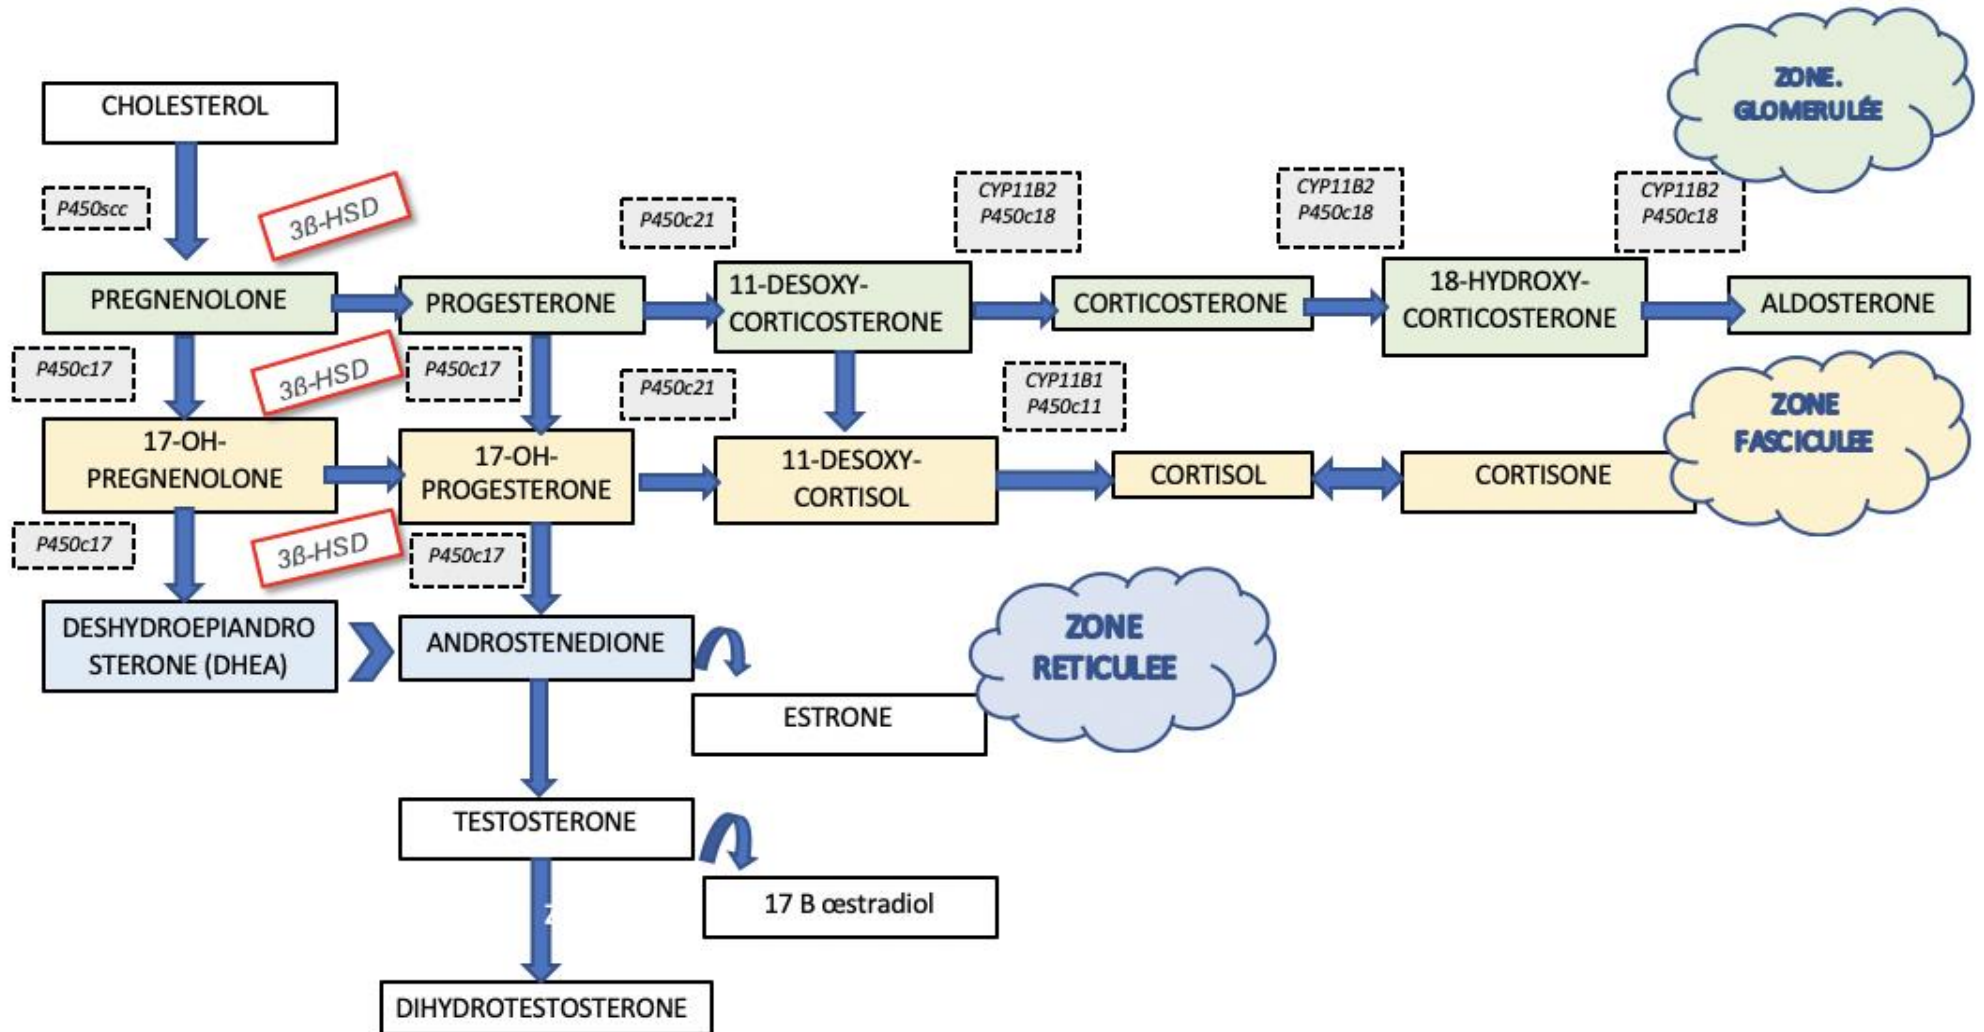 ZONE.
GLOMERULÉE
CHOLESTEROL
P450scc
3ß-HSD
P450c21
CYP11B2
P450c18
CYP11B2
P450c18
CYP11B2
P450c18
PREGNENOLONE
PROGESTERONE
11-DESOXY-
CORTICOSTERONE
CORTICOSTERONE
18-HYDROXY-
CORTICOSTERONE
ALDOSTERONE
P450c17
3ß-HSD
P450c17
P450c21
CYP11B1
P450c11
ZONE
FASCICULEE
17-OH-
PREGNENOLONE
17-OH-
PROGESTERONE
11-DESOXY-
CORTISOL
CORTISOL
CORTISONE
P450c17
3ß-HSD
P450c17
DESHYDROEPIANDRO
STERONE (DHEA)
ANDROSTENEDIONE
ZONE
RETICULEE
ESTRONE
TESTOSTERONE
17 B œstradiol
Z
DIHYDROTESTOSTERONE